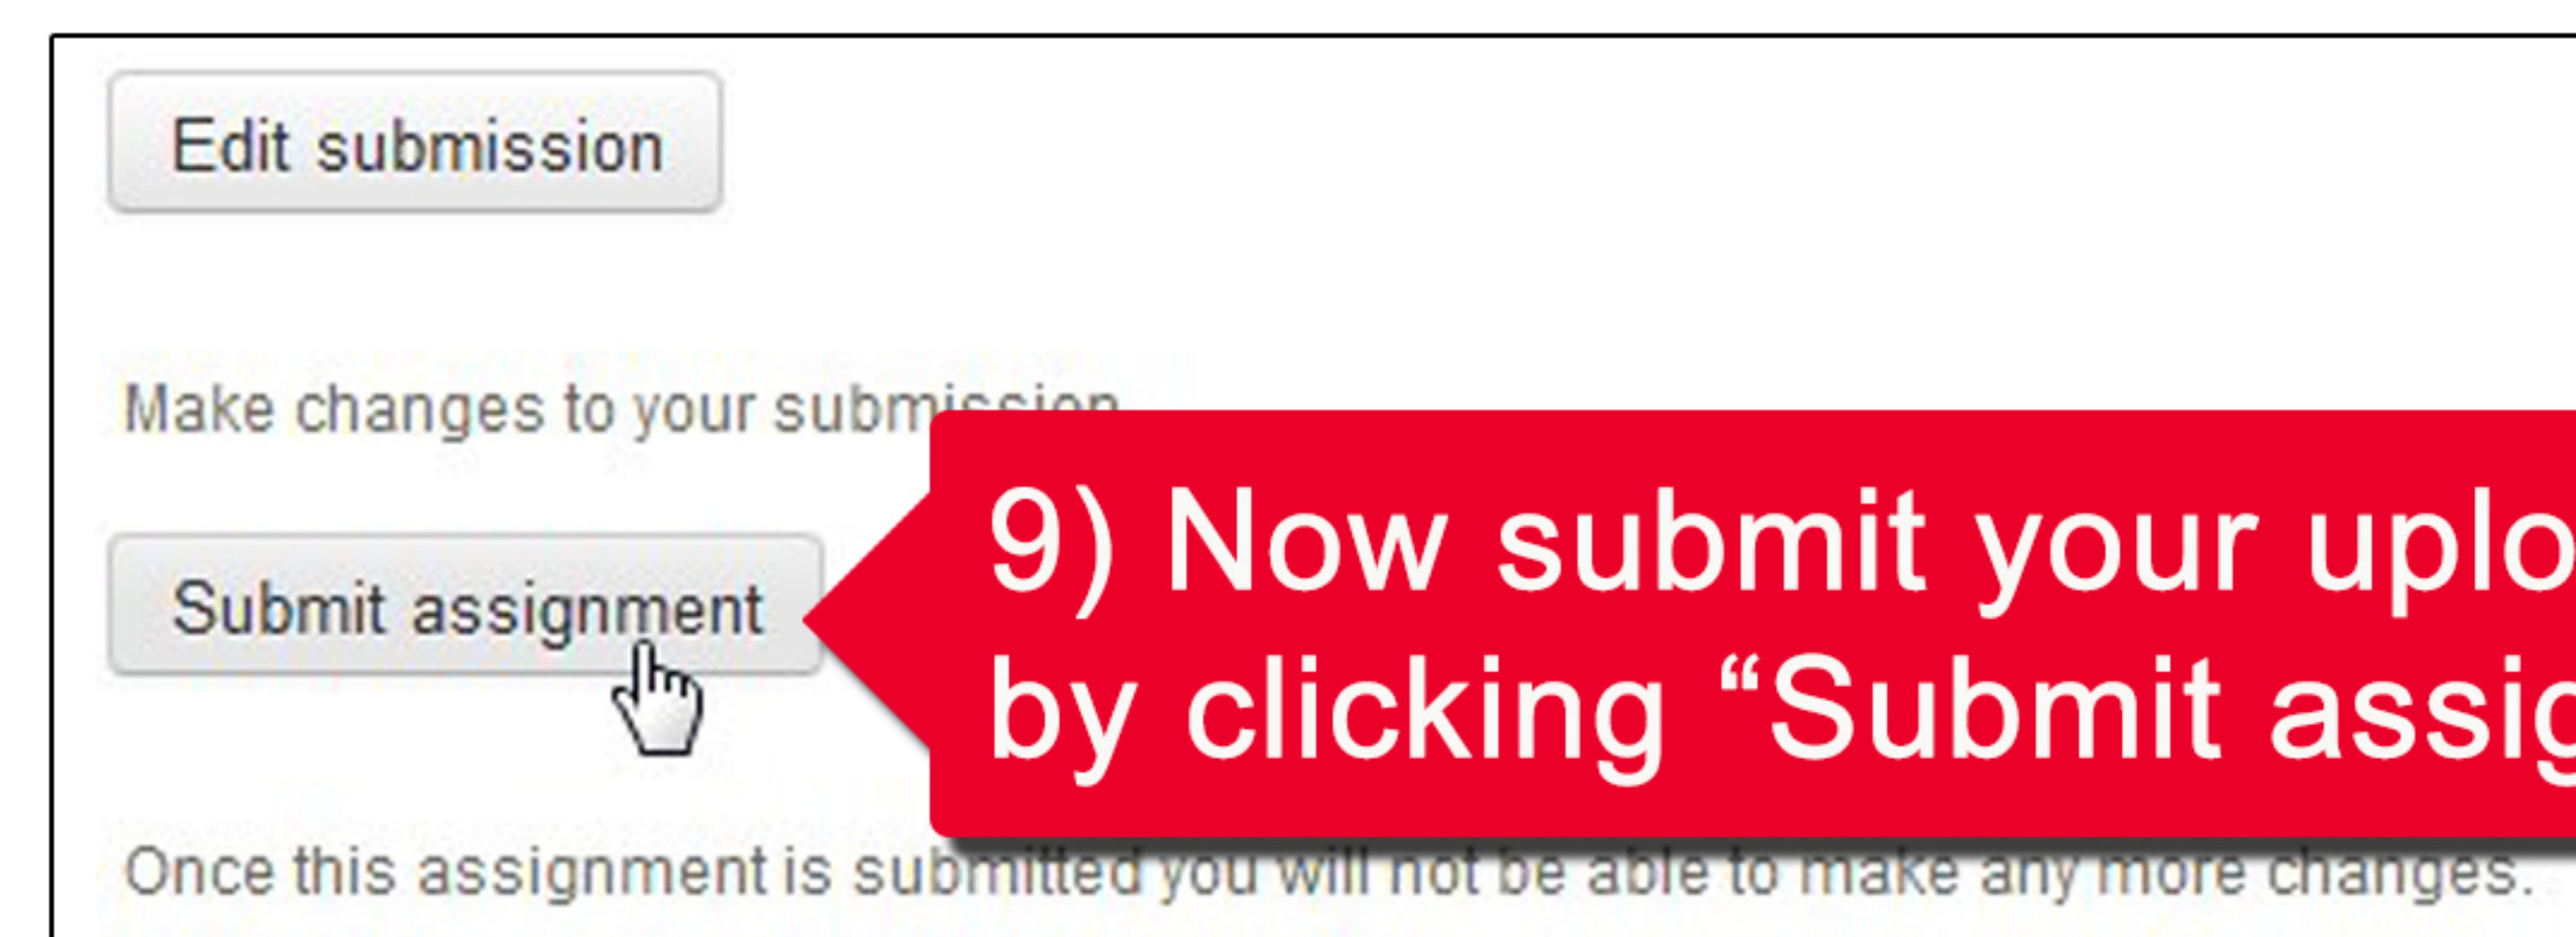 Edit submission
Make changes to your submission
Submit assignment
9) Now submit your uplo
by clicking “Submit assig
Once this assignment is submitted you will not be able to make any more changes.